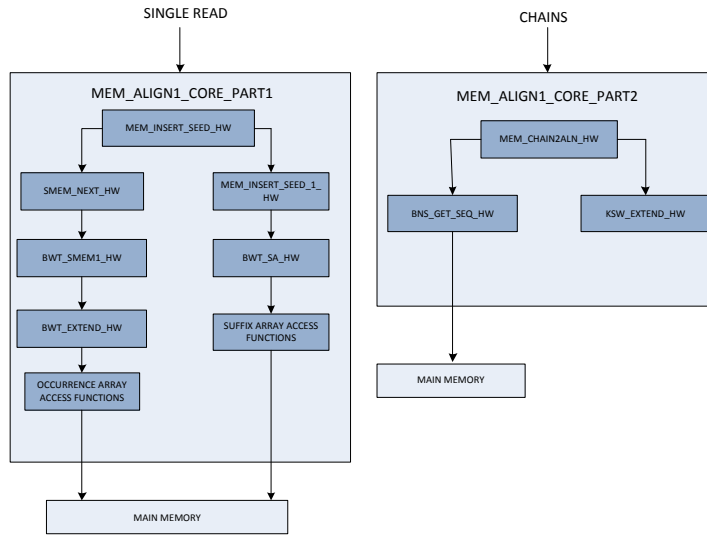 SINGLE READ
MEM_ALIGN1_CORE_PART1
MEM_INSERT_SEED_HW
SMEM_NEXT_HW
MEM_INSERT_SEED_1_
HW
BWT_SMEM1_HW
BWT_SA_HW
BWT_EXTEND_HW
SUFFIX ARRAY ACCESS
FUNCTIONS
OCCURRENCE ARRAY
ACCESS FUNCTIONS
MAIN MEMORY
CHAINS
MEM_ALIGN1_CORE_PART2
MEM_CHAIN2ALN_HW
BNS_GET_SEQ_HW
KSW_EXTEND_HW
MAIN MEMORY